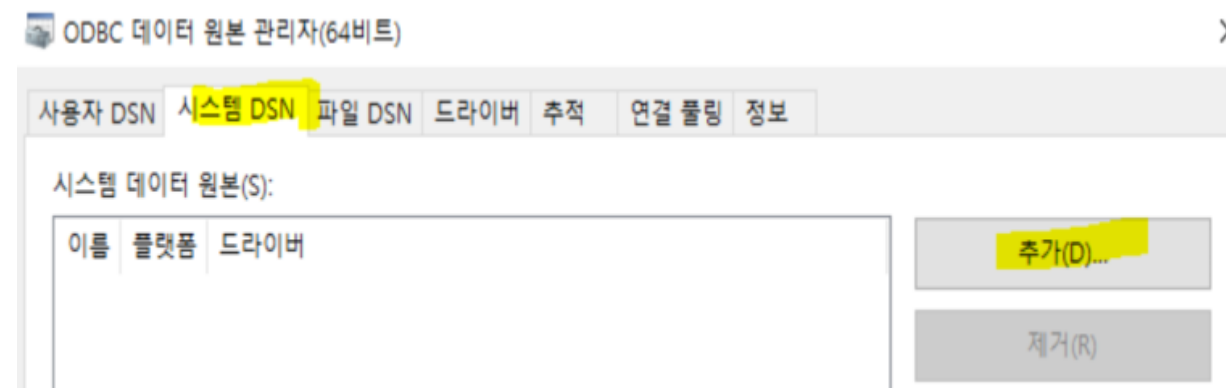 ODBC 데이터 원본 관리자(64비트)
사용자 DSN 시스템 DSN 파일 DSN 드라이버 추적 연결 풀링 정보
시스템 데이터 원본(S):
이름 플랫폼 드라이버
추가(D)...
제거(R)